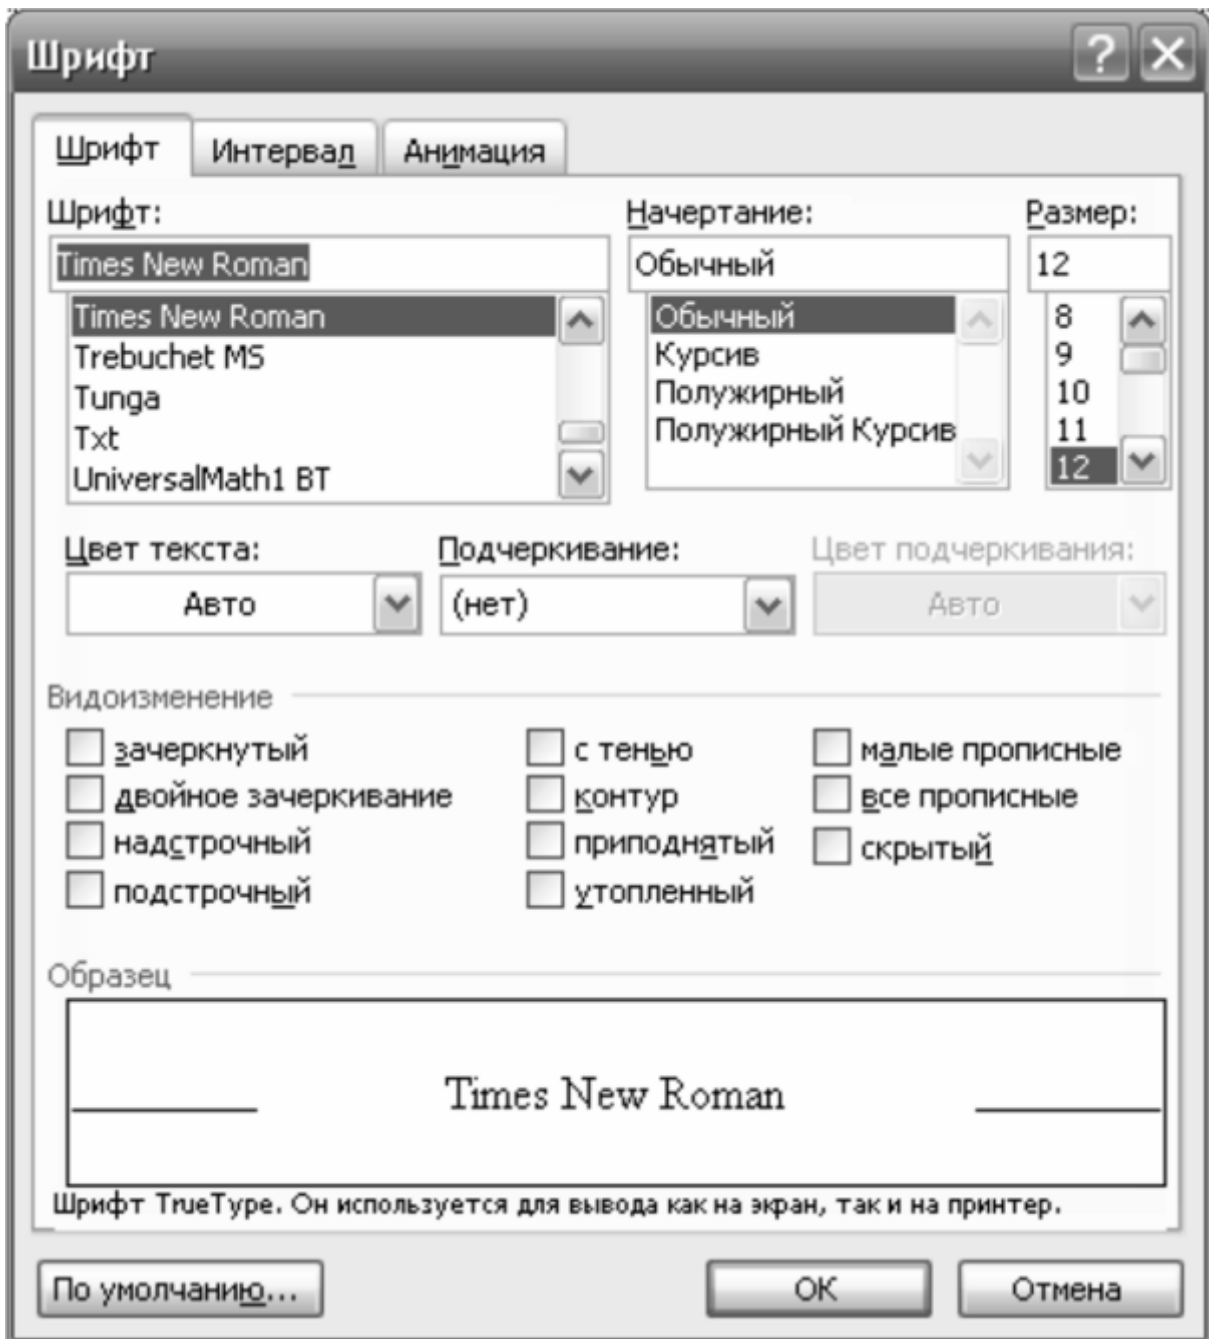 Шрифт
Шрифт Интервал Анимация
Шрифт: Начертание: Размер:
Times New Roman Обычный 12
Times New Roman Обычный 8
Trebuchet MS Курсив 9
Tunga Полужирный 10
Txt Полужирный Курсив 11
UniversalMath1 BT 12
Цвет текста: Подчеркивание: Цвет подчеркивания:
Авто (нет) Авто
Видоизменение
зачеркнутый с тенью малые прописные
двойное зачеркивание контур все прописные
надстрочный приподнятый скрытый
подстрочный утопленный
Образец
Times New Roman
Шрифт TrueType. Он используется для вывода как на экран, так и на принтер.
По умолчанию... ОК Отмена